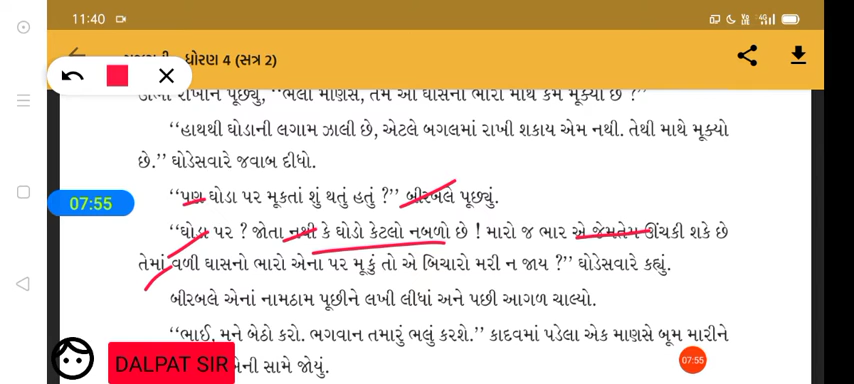 11:40
ધોરણ 4 (સત્ર 2)
પૂછ્યું, “ભલા માણસ, તમે આ ઘાસનો ભારો માથે કેમ મૂક્યો છે ?”
“હાથથી ઘોડાની લગામ ઝાલી છે, એટલે બગલમાં રાખી શકાય એમ નથી. તેથી માથે મૂક્યો
છે.” ઘોડેસવારે જવાબ દીધો.
“પણ ઘોડા પર મૂકતાં શું થતું હતું ?” બીરબલે પૂછ્યું.
07:55
“ઘોડા પર ? જોતા નથી કે ઘોડો કેટલો નબળો છે ! મારો જ ભાર એ જેમતેમ ઊંચકી શકે છે
તેમાં વળી ઘાસનો ભારો એના પર મૂકું તો એ બિચારો મરી ન જાય ?” ઘોડેસવારે કહ્યું.
બીરબલે એનાં નામઠામ પૂછીને લખી લીધાં અને પછી આગળ ચાલ્યો.
“ભાઈ, મને બેઠો કરો. ભગવાન તમારું ભલું કરશે.” કાદવમાં પડેલા એક માણસે બૂમ મારીને
07:55
DALPAT SIR
એની સામે જોયું.